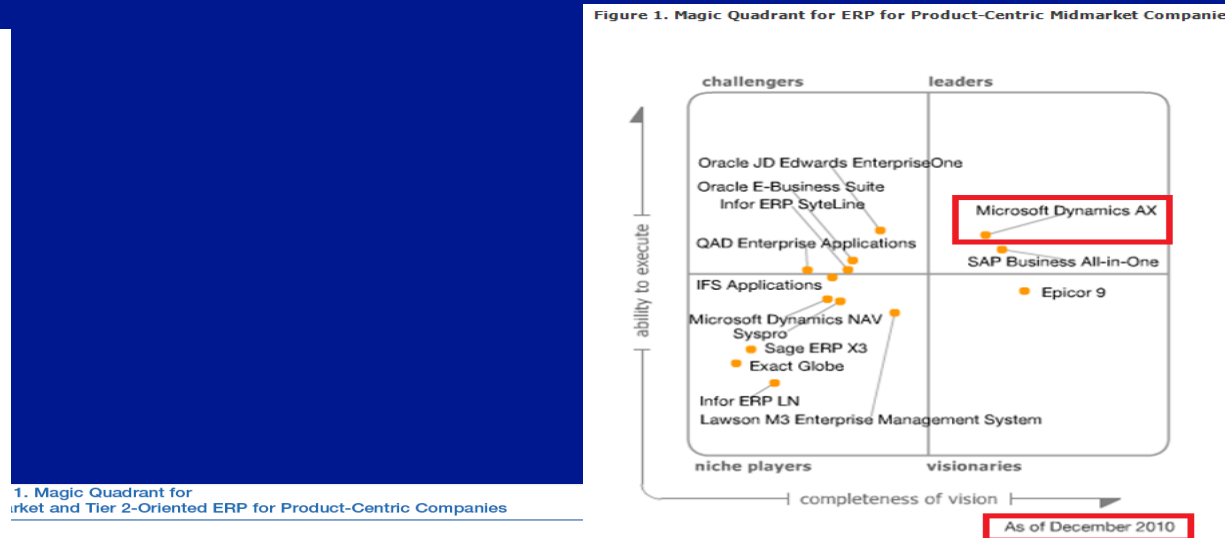 1. Magic Quadrant for
rket and Tier 2-Oriented ERP for Product-Centric Companies
Figure 1. Magic Quadrant for ERP for Product-Centric Midmarket Companie
challengers
leaders
Oracle JD Edwards EnterpriseOne
Oracle E-Business Suite
Infor ERP SyteLine
Microsoft Dynamics AX
QAD Enterprise Applications
SAP Business All-in-One
IFS Applications
Epicor 9
Microsoft Dynamics NAV
Syspro
Sage ERP X3
Exact Globe
Infor ERP LN
Lawson M3 Enterprise Management System
niche players
visionaries
ability to execute
completeness of vision
As of December 2010